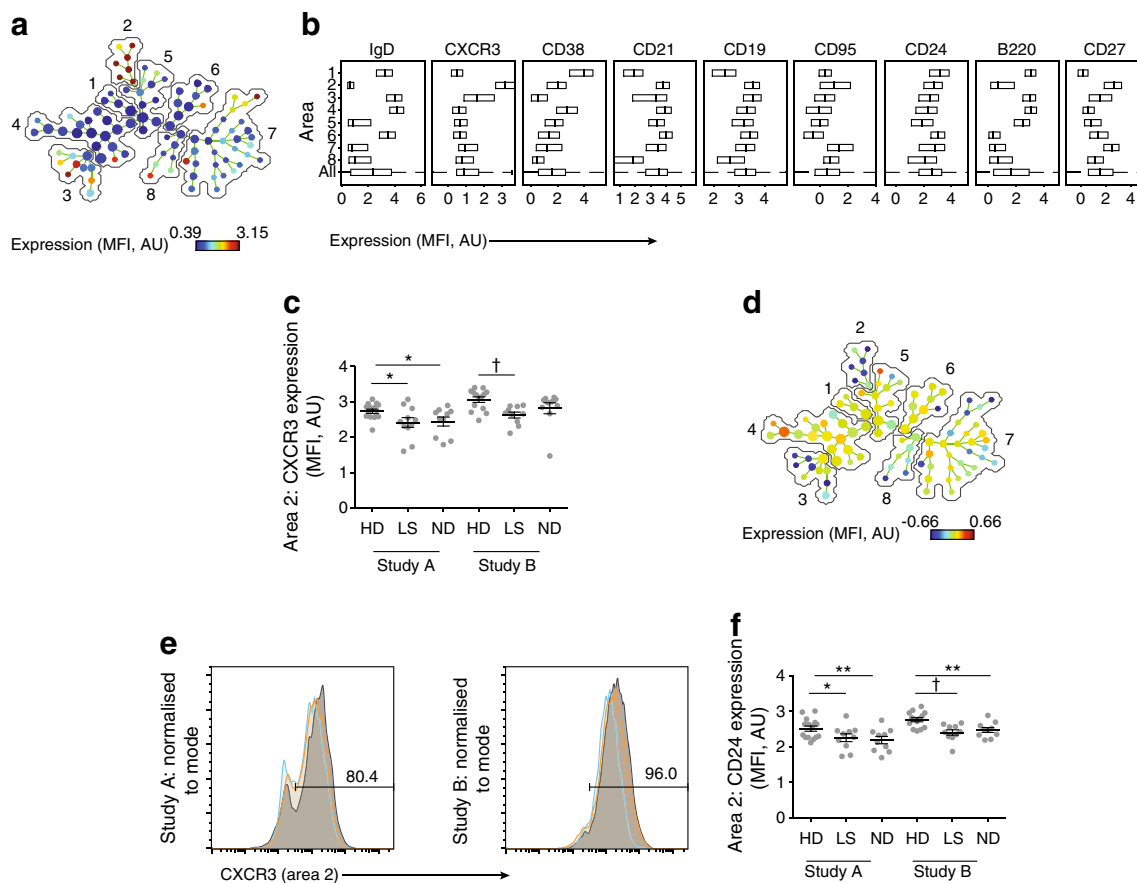 a
2
5
6
1
4
7
3
8
Expression (MFI, AU)
0.39
3.15
b
IgD CXCR3 CD38 CD21 CD19 CD95 CD24 B220 CD27
Area
1
2
3
4
5
6
7
8
All
0 2 4 6
0 1 2 3
0 2 4 6
1 2 3 4 5
2 3 4
0 2 4
0 2 4
0 2 4
0 2 4
Expression (MFI, AU)
c
Area 2: CXCR3 expression
(MFI, AU)
4
3
2
1
0
*
*
†
HD LS ND HD LS ND
Study A Study B
d
2
5
6
1
4
7
3
8
Expression (MFI, AU)
-0.66
0.66
e
Study A: normalised
to mode
80.4
Study B: normalised
to mode
96.0
CXCR3 (area 2)
f
Area 2: CD24 expression
(MFI, AU)
4
3
2
1
0
**
*
**
†
HD LS ND HD LS ND
Study A Study B